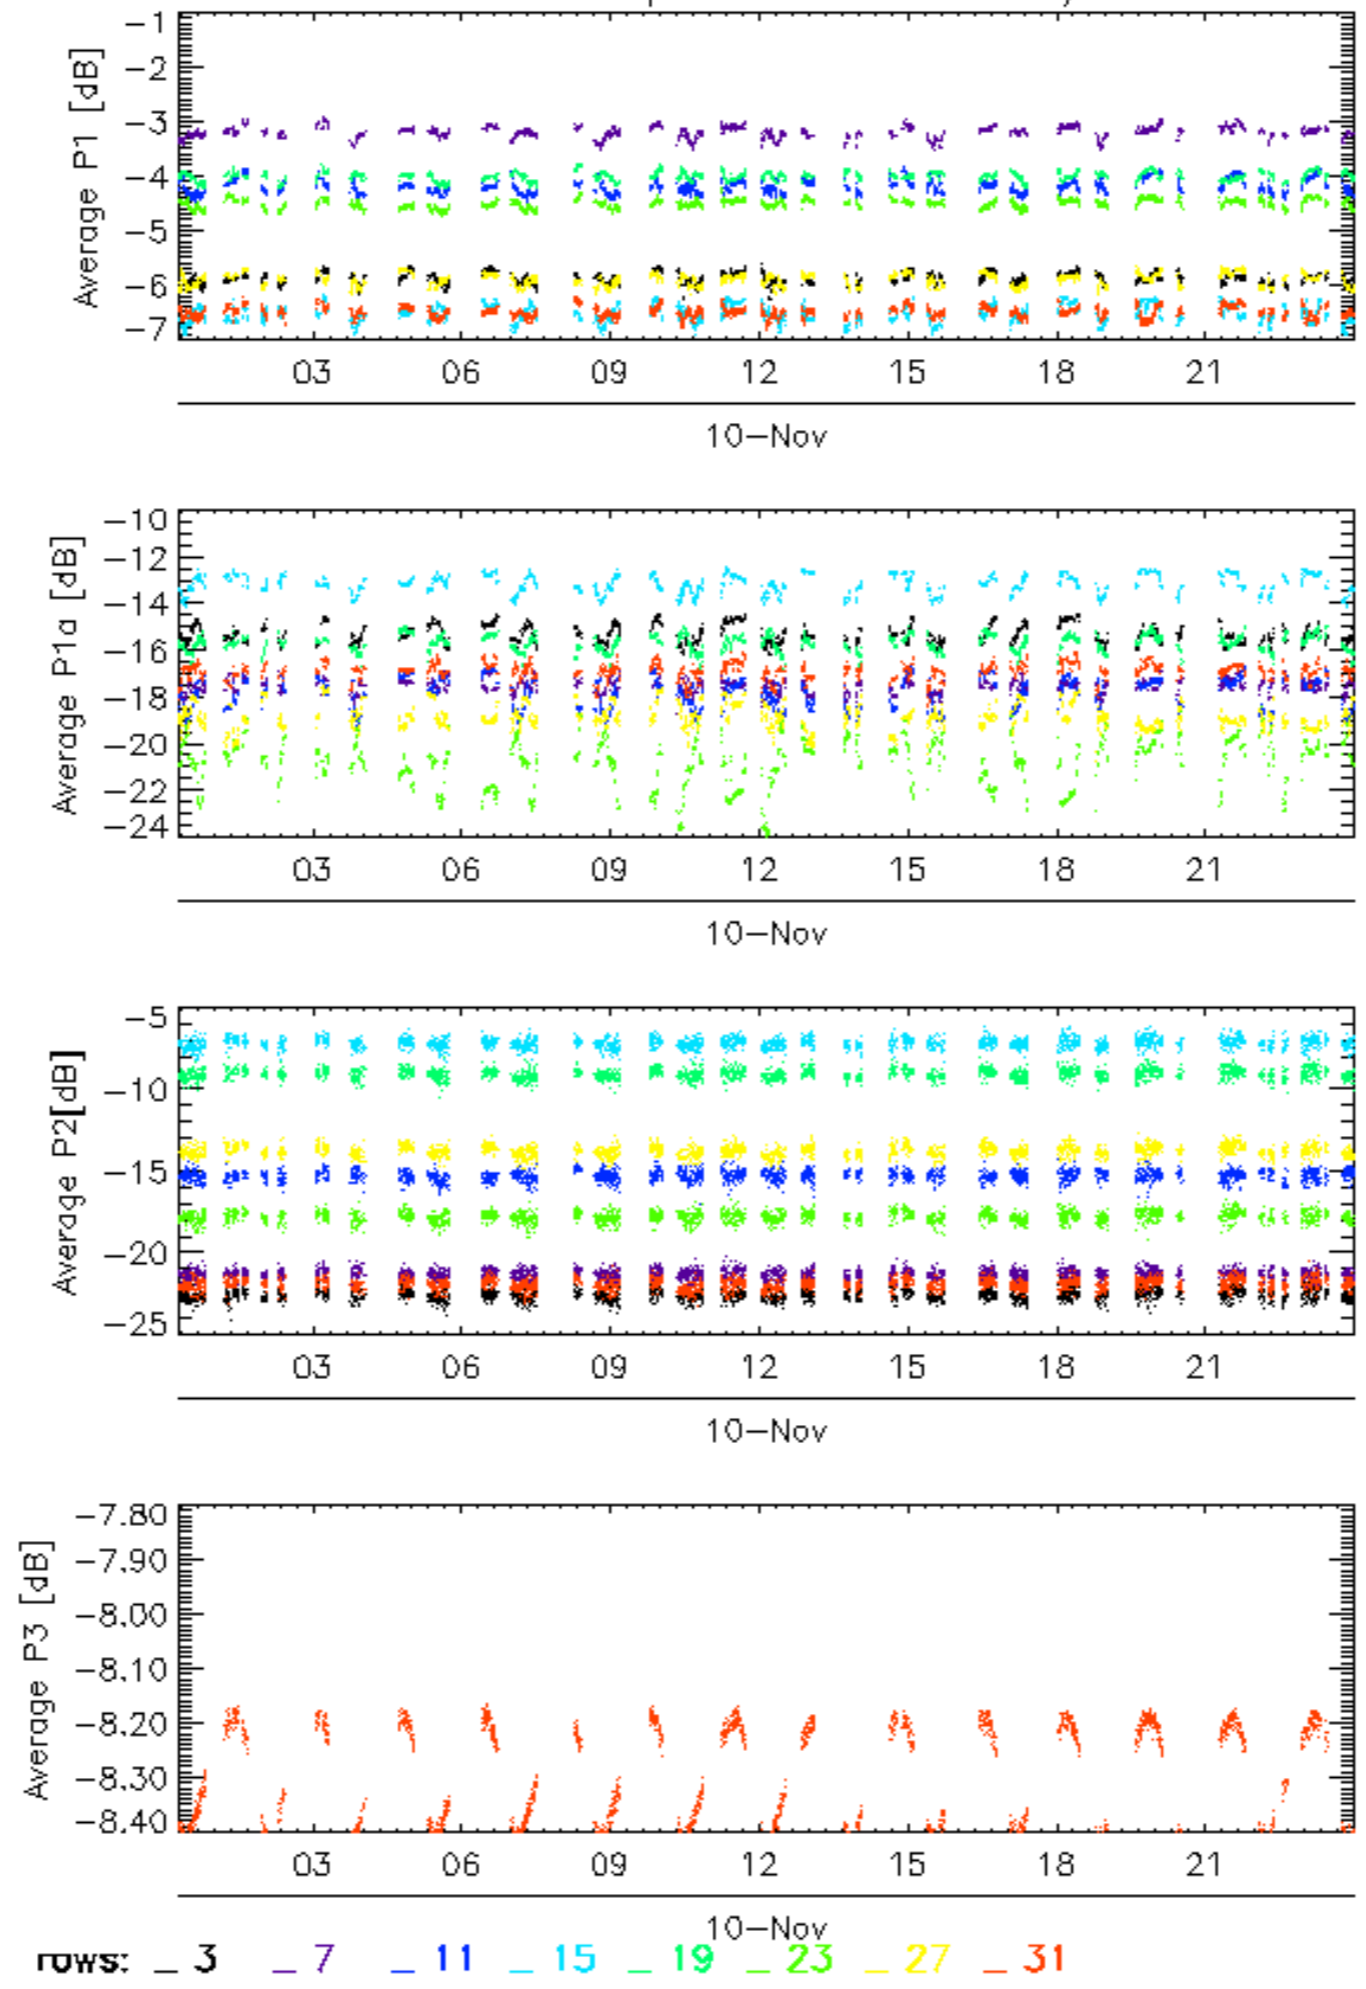 -1
-2
-3
-4
-5
-6
-7
Average P1 [dB]
03 06 09 12 15 18 21
10-Nov
-10
-12
-14
-16
-18
-20
-22
-24
Average P1a [dB]
03 06 09 12 15 18 21
10-Nov
-5
-10
-15
-20
-25
Average P2[dB]
03 06 09 12 15 18 21
10-Nov
-7.80
-7.90
-8.00
-8.10
-8.20
-8.30
-8.40
Average P3 [dB]
03 06 09 12 15 18 21
10-Nov
rows: _ 3 _ 7 _ 11 _ 15 _ 19 _ 23 _ 27 _ 31